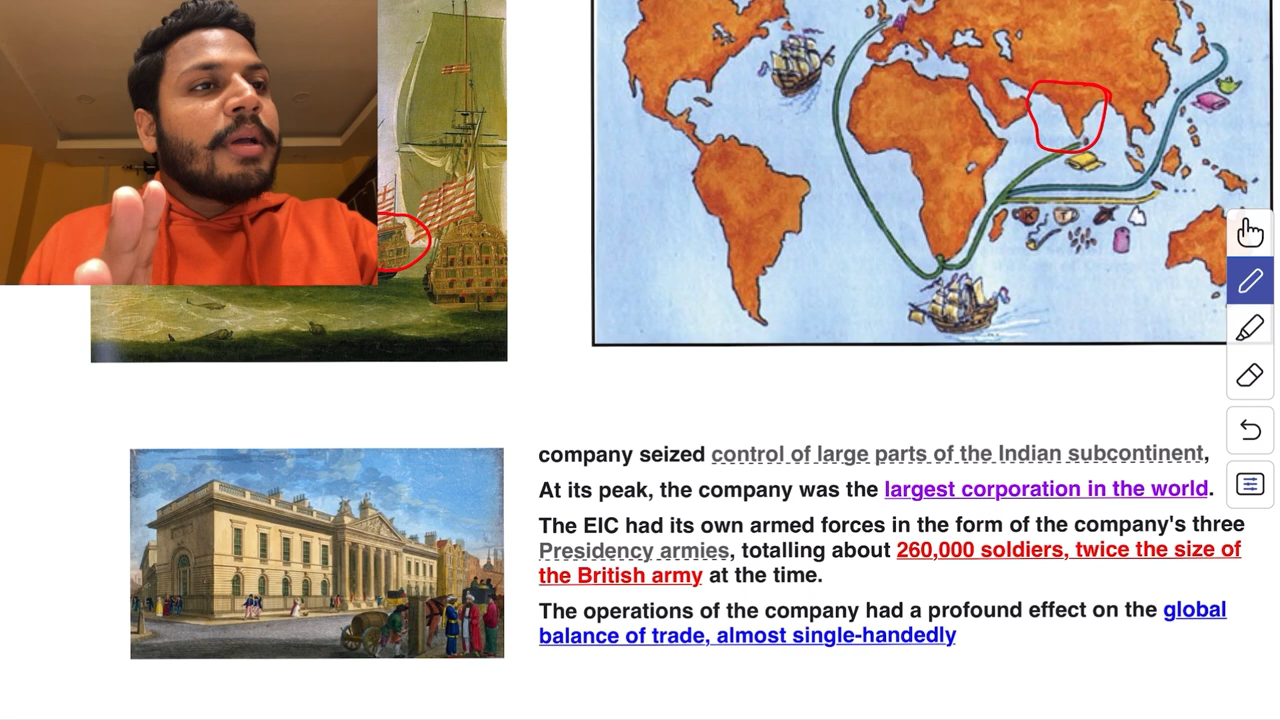 company seized control of large parts of the Indian subcontinent,
At its peak, the company was the largest corporation in the world.
The EIC had its own armed forces in the form of the company's three
Presidency armies, totalling about 260,000 soldiers, twice the size of
the British army at the time.
The operations of the company had a profound effect on the global
balance of trade, almost single-handedly